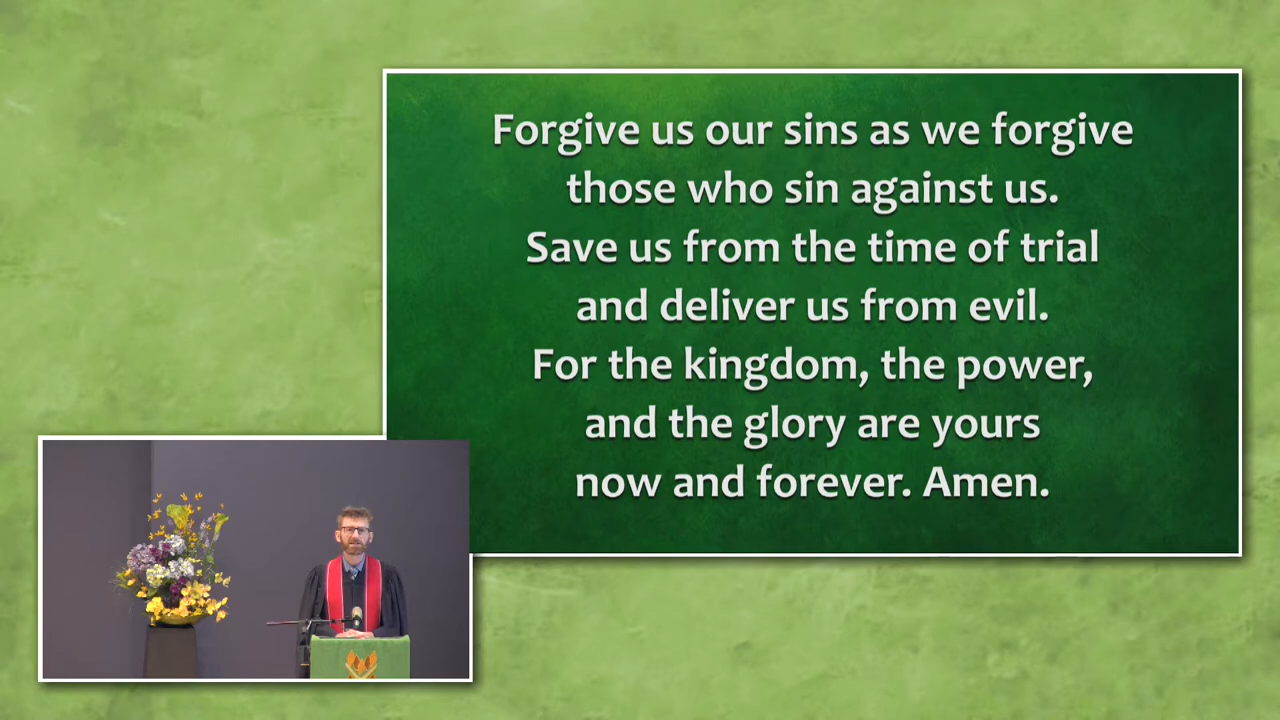 Forgive us our sins as we forgive
those who sin against us.
Save us from the time of trial
and deliver us from evil.
For the kingdom, the power,
and the glory are yours
now and forever. Amen.